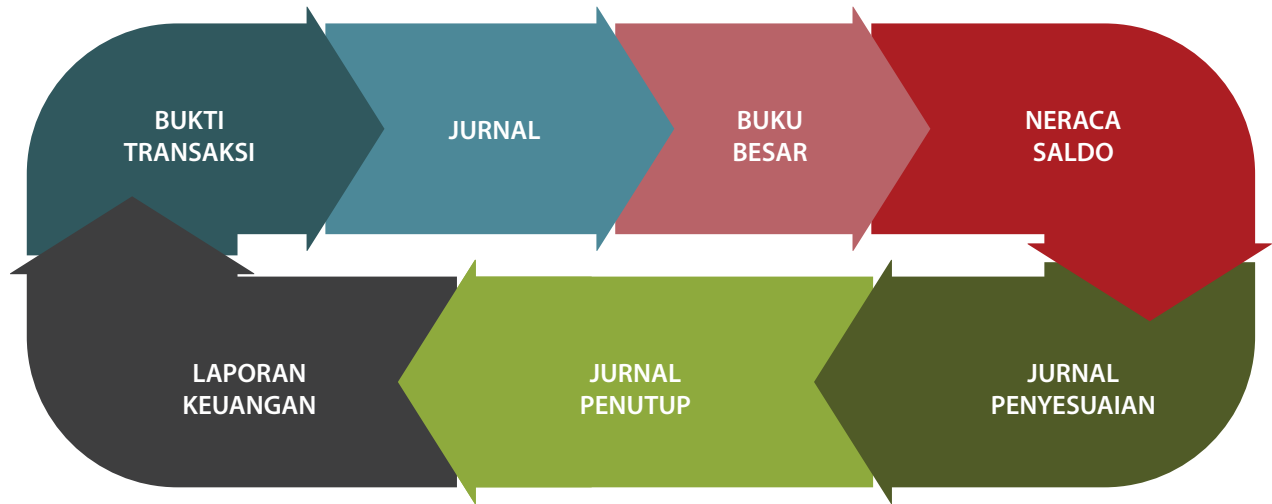 BUKTI
TRANSAKSI
JURNAL
BUKU
BESAR
NERACA
SALDO
JURNAL
PENYESUAIAN
JURNAL
PENUTUP
LAPORAN
KEUANGAN